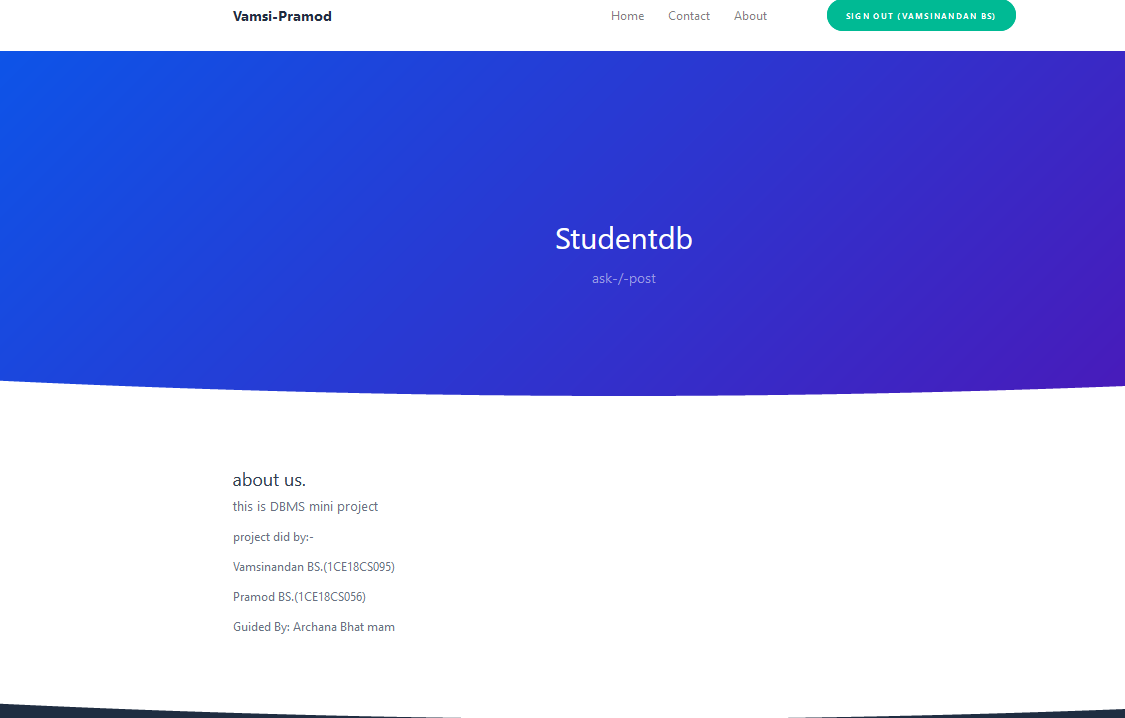 Vamsi-Pramod
Home Contact About
SIGN OUT (VAMSINANDAN BS)
Studentdb
ask-/-post
about us.
this is DBMS mini project
project did by:-
Vamsinandan BS.(1CE18CS095)
Pramod BS.(1CE18CS056)
Guided By: Archana Bhat mam